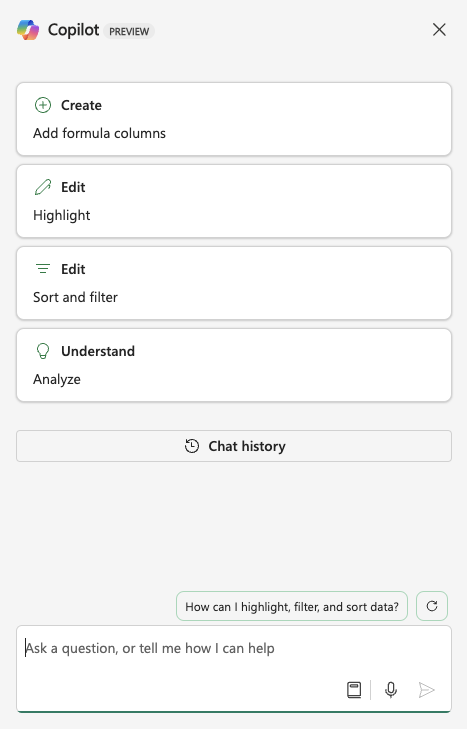 Copilot PREVIEW
Create
Add formula columns
Edit
Highlight
Edit
Sort and filter
Understand
Analyze
Chat history
How can I highlight, filter, and sort data?
Ask a question, or tell me how I can help